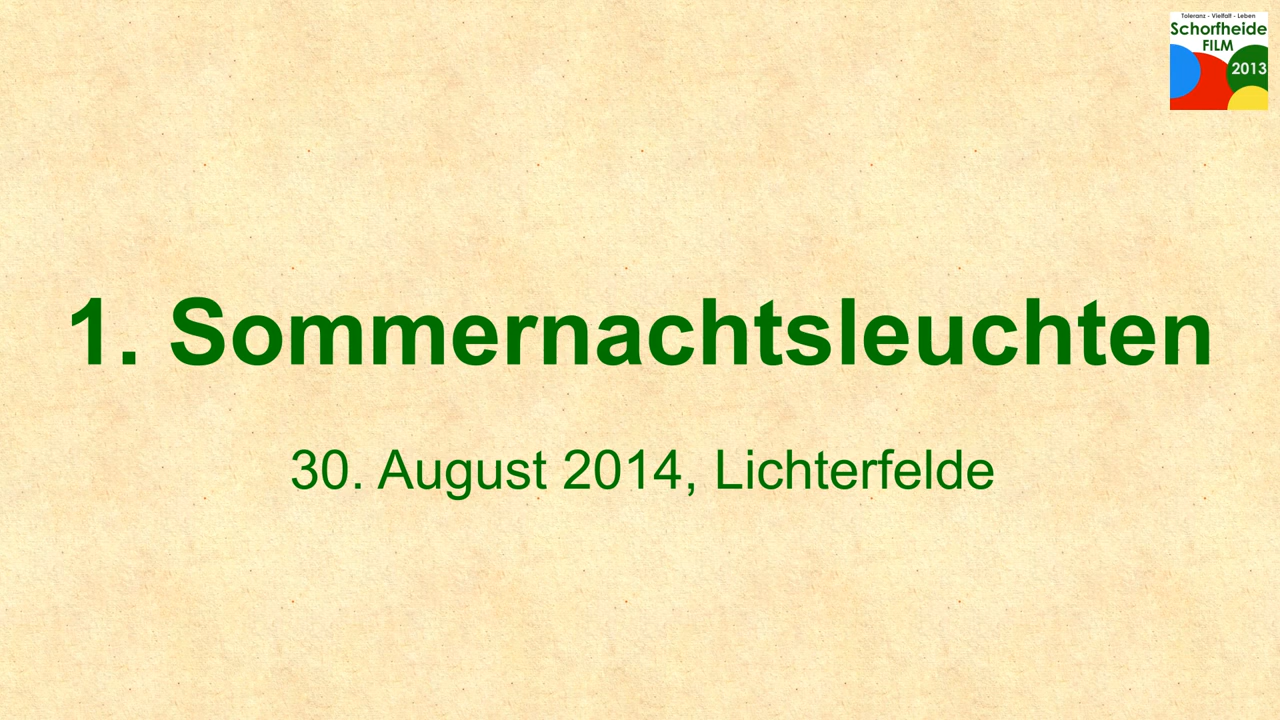 Toleranz - Vielfalt - Leben
Schorfheide
FILM
2013
1. Sommernachtsleuchten
30. August 2014, Lichterfelde